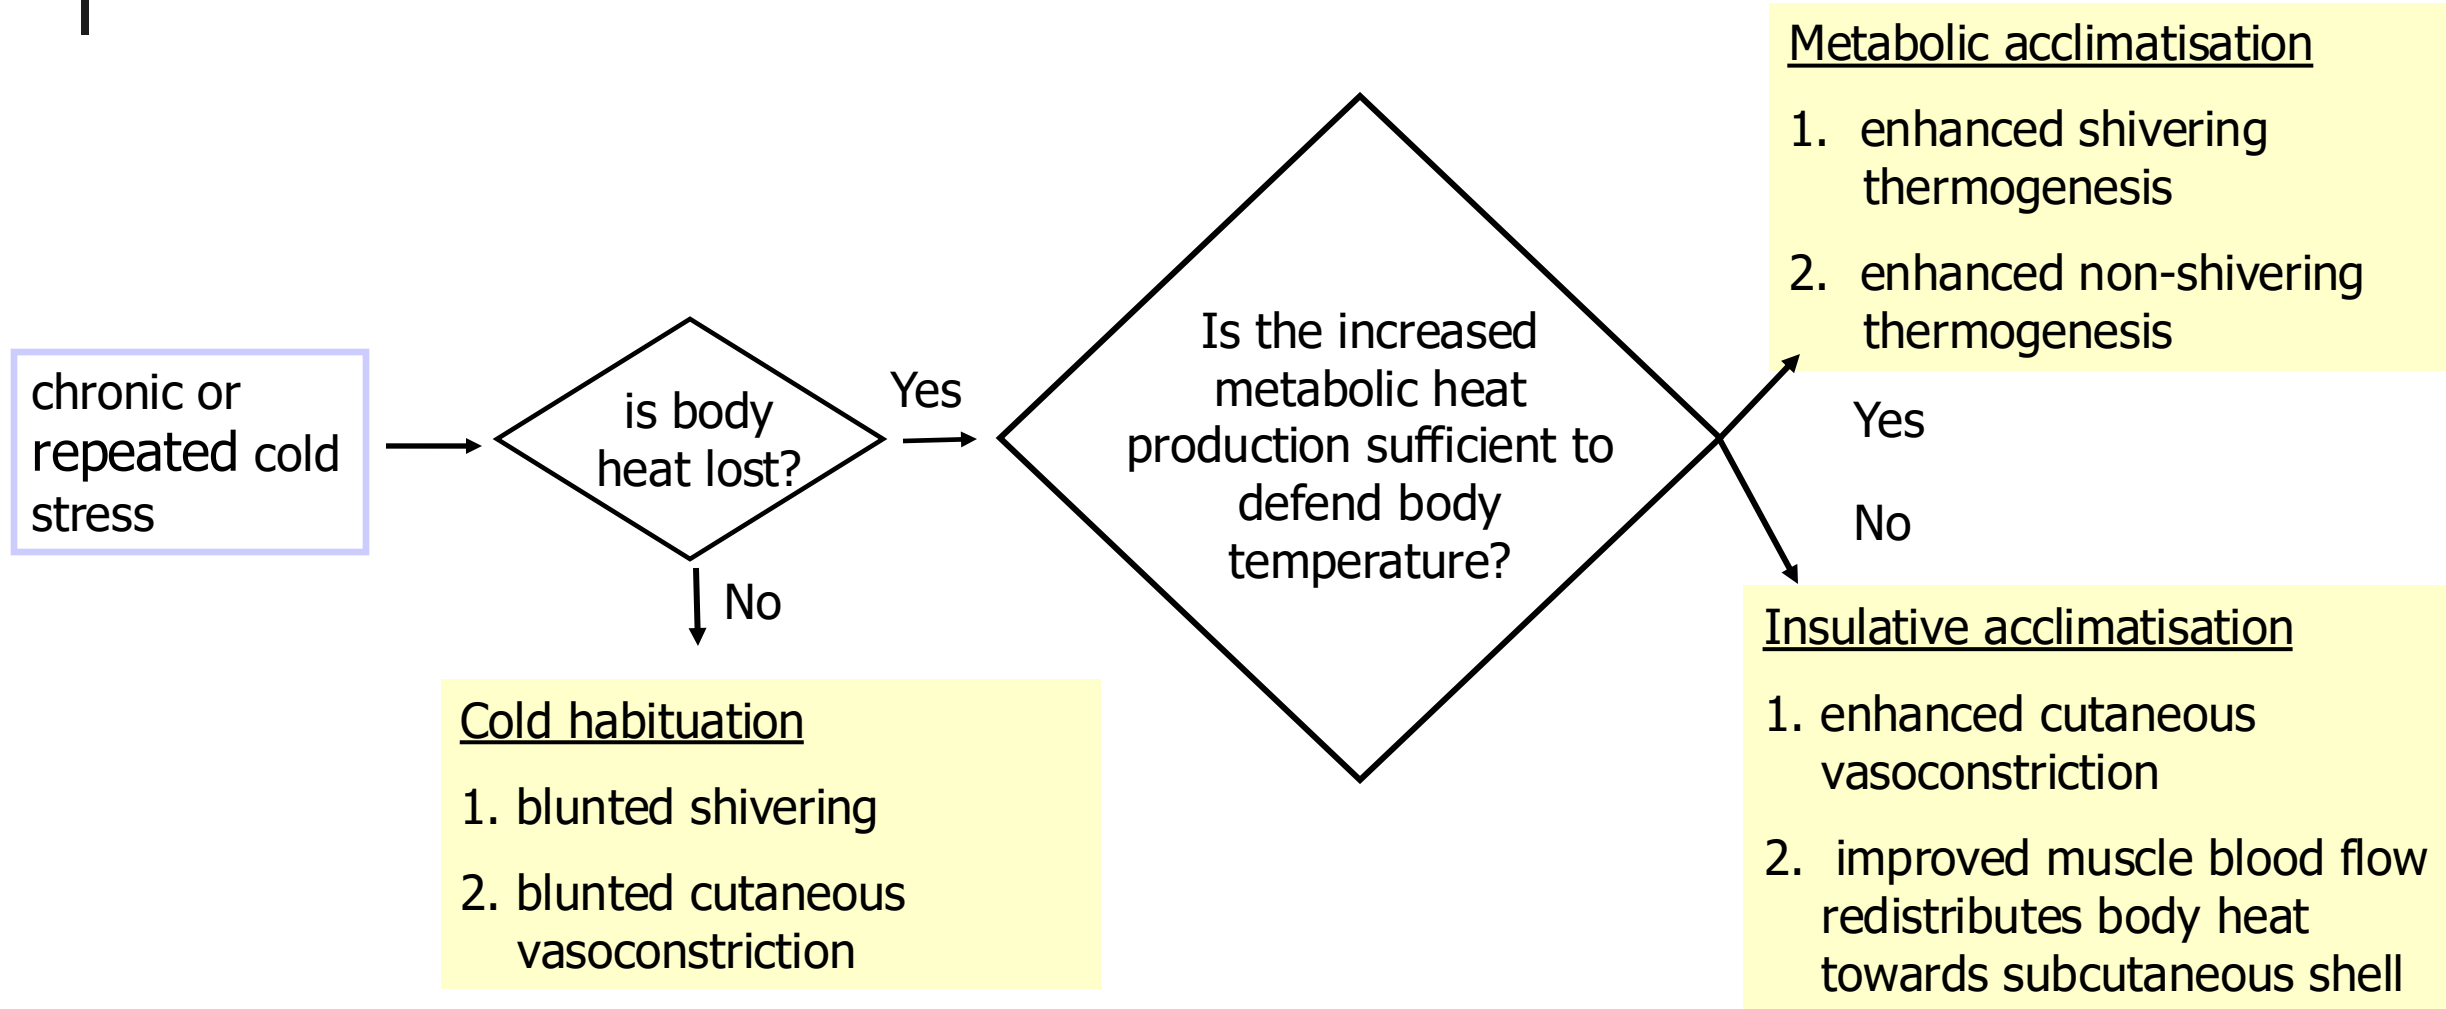 chronic or
repeated cold
stress
is body
heat lost?
Yes
No
Cold habituation
1. blunted shivering
2. blunted cutaneous
vasoconstriction
Is the increased
metabolic heat
production sufficient to
defend body
temperature?
Yes
No
Metabolic acclimatisation
1. enhanced shivering
thermogenesis
2. enhanced non-shivering
thermogenesis
Insulative acclimatisation
1. enhanced cutaneous
vasoconstriction
2. improved muscle blood flow
redistributes body heat
towards subcutaneous shell